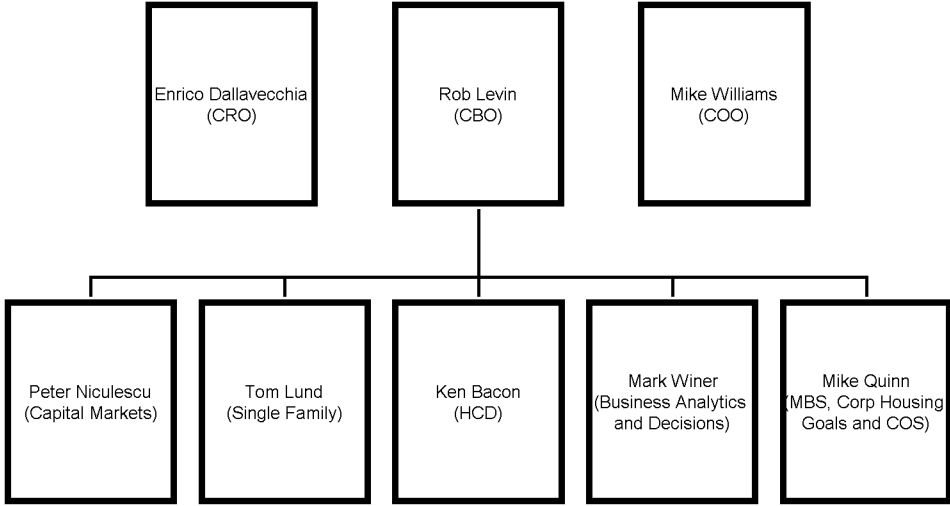 Enrico Dallavecchia
(CRO)
Rob Levin
(CBO)
Mike Williams
(COO)
Peter Niculescu
(Capital Markets)
Tom Lund
(Single Family)
Ken Bacon
(HCD)
Mark Winer
(Business Analytics
and Decisions)
Mike Quinn
(MBS, Corp Housing
Goals and COS)